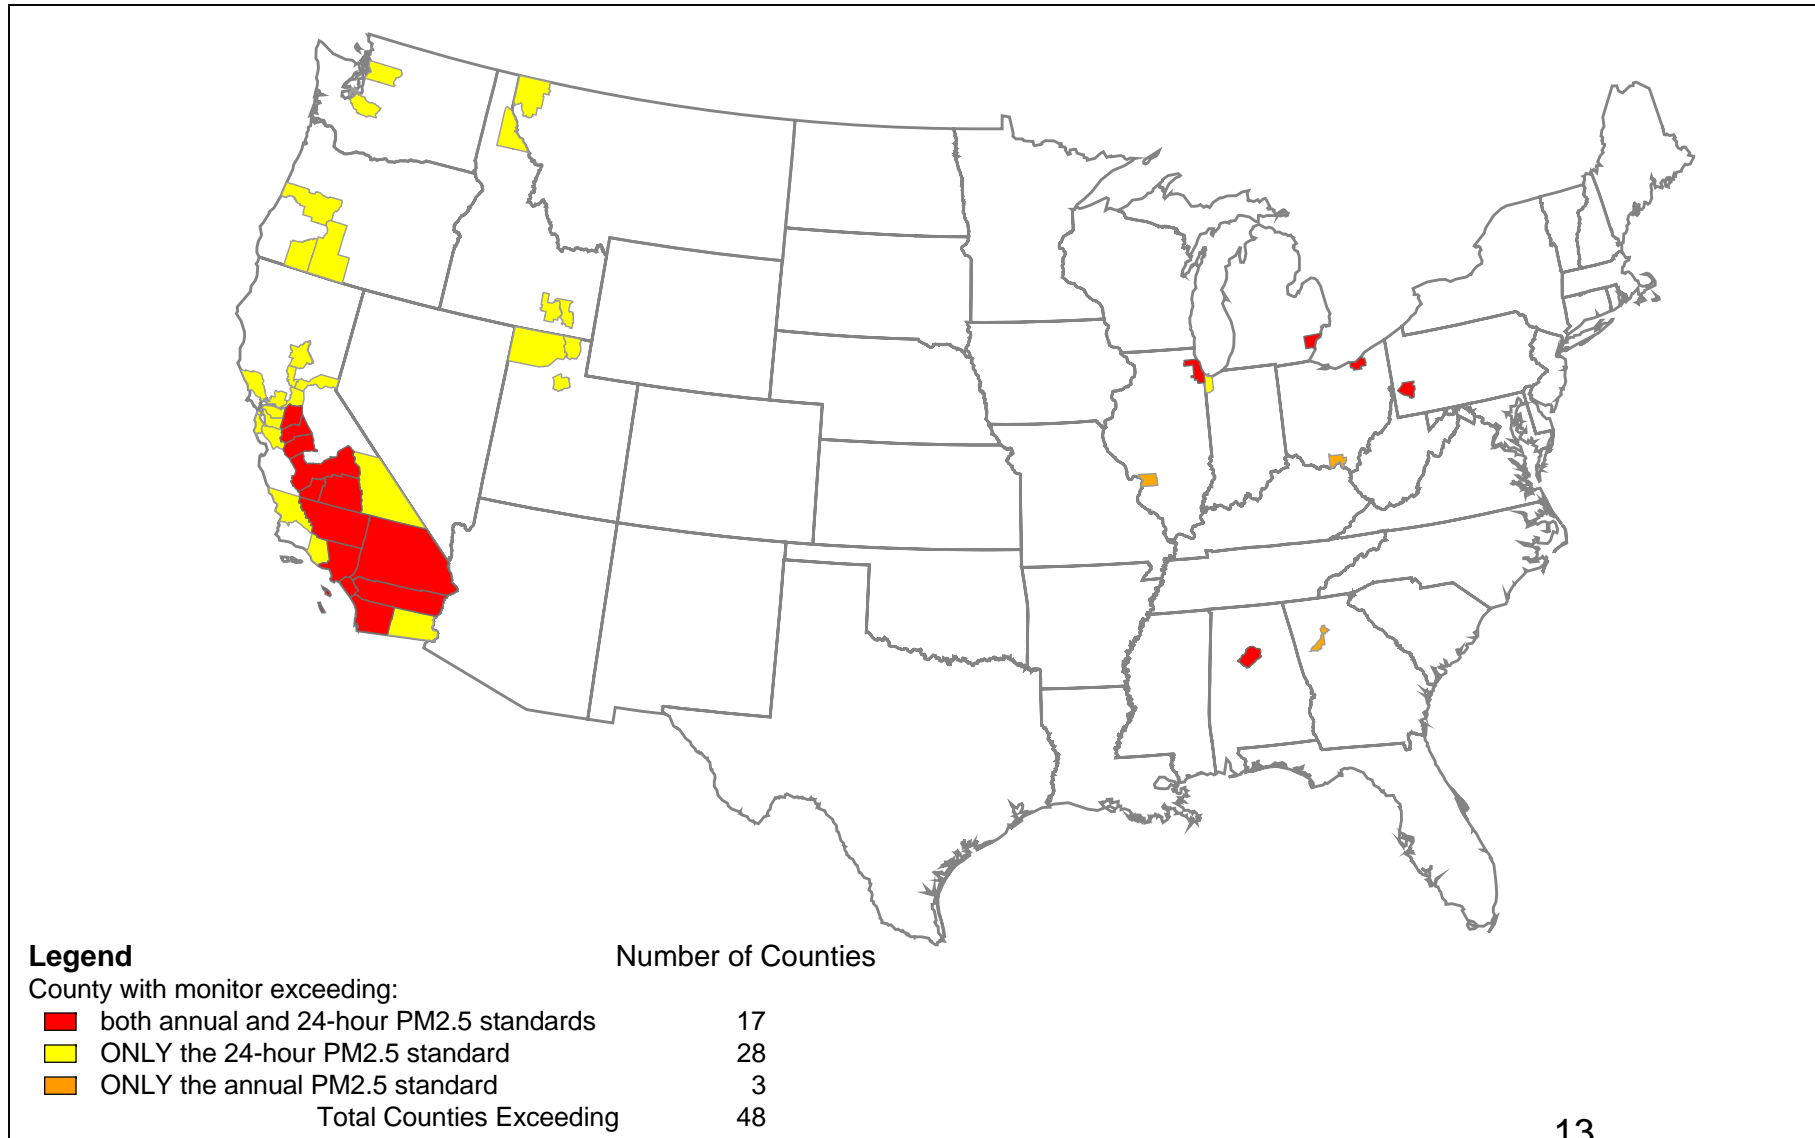 Legend Number of Counties
County with monitor exceeding:
both annual and 24-hour PM2.5 standards 17
ONLY the 24-hour PM2.5 standard 28
ONLY the annual PM2.5 standard 3
Total Counties Exceeding 48
13